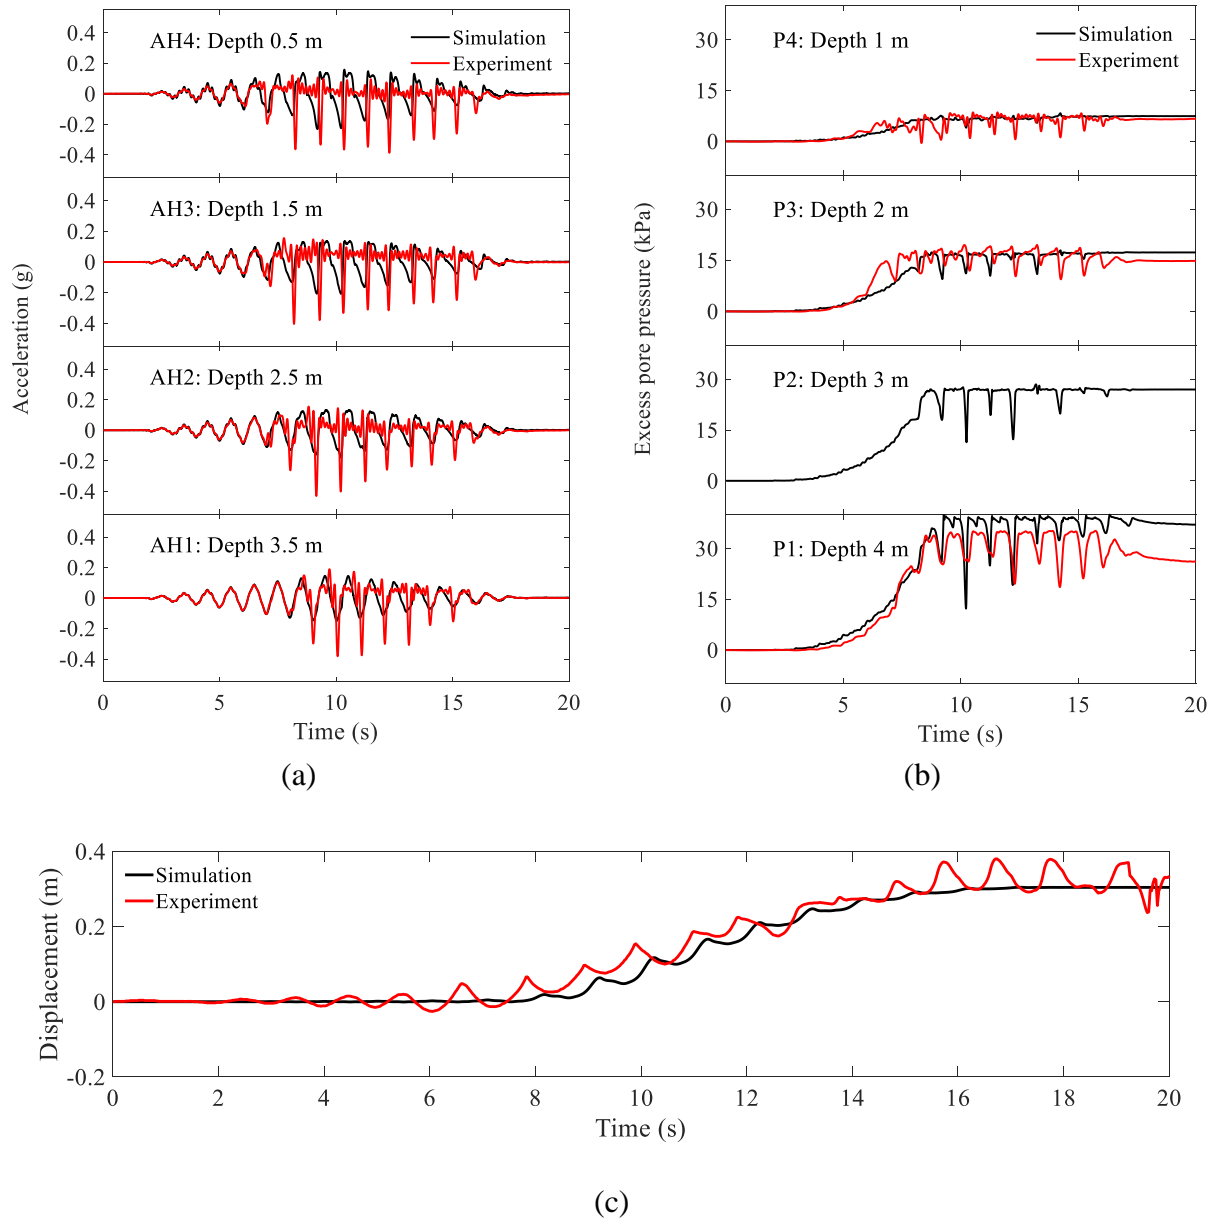 AH4: Depth 0.5 m
Simulation
Experiment
0.4
0.2
0
-0.2
-0.4
AH3: Depth 1.5 m
0.4
0.2
0
-0.2
-0.4
AH2: Depth 2.5 m
0.4
0.2
0
-0.2
-0.4
AH1: Depth 3.5 m
0.4
0.2
0
-0.2
-0.4
Acceleration (g)
0 5 10 15 20
Time (s)
(a)
P4: Depth 1 m
Simulation
Experiment
30
15
0
P3: Depth 2 m
30
15
0
P2: Depth 3 m
30
15
0
P1: Depth 4 m
30
15
0
Excess pore pressure (kPa)
0 5 10 15 20
Time (s)
(b)
Simulation
Experiment
0.4
0.2
0
-0.2
Displacement (m)
0 2 4 6 8 10 12 14 16 18 20
Time (s)
(c)